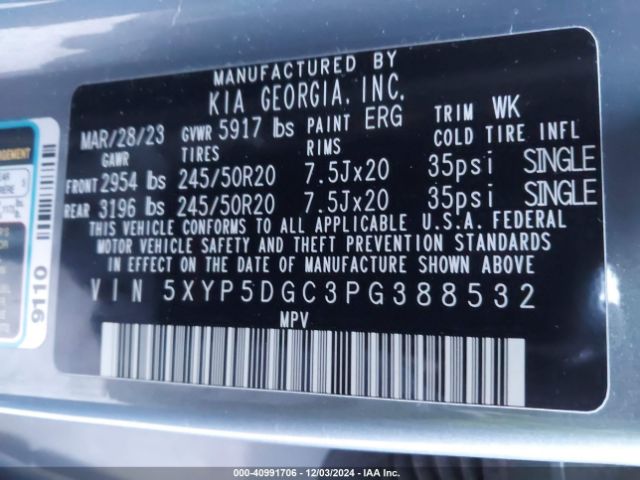 MANUFACTURED BY
KIA GEORGIA, INC.
MAR/28/23 GVWR 5917 lbs PAINT ERG TRIM WK
GAWR TIRES RIMS COLD TIRE INFL
FRONT 2954 lbs 245/50R20 7.5Jx20 35psi SINGLE
REAR 3196 lbs 245/50R20 7.5Jx20 35psi SINGLE
THIS VEHICLE CONFORMS TO ALL APPLICABLE U.S.A. FEDERAL
MOTOR VEHICLE SAFETY AND THEFT PREVENTION STANDARDS
IN EFFECT ON THE DATE OF MANUFACTURE SHOWN ABOVE
VIN 5XYP5DGC3PG388532
MPV
9110
000-40991706 - 12/03/2024 - IAA Inc.